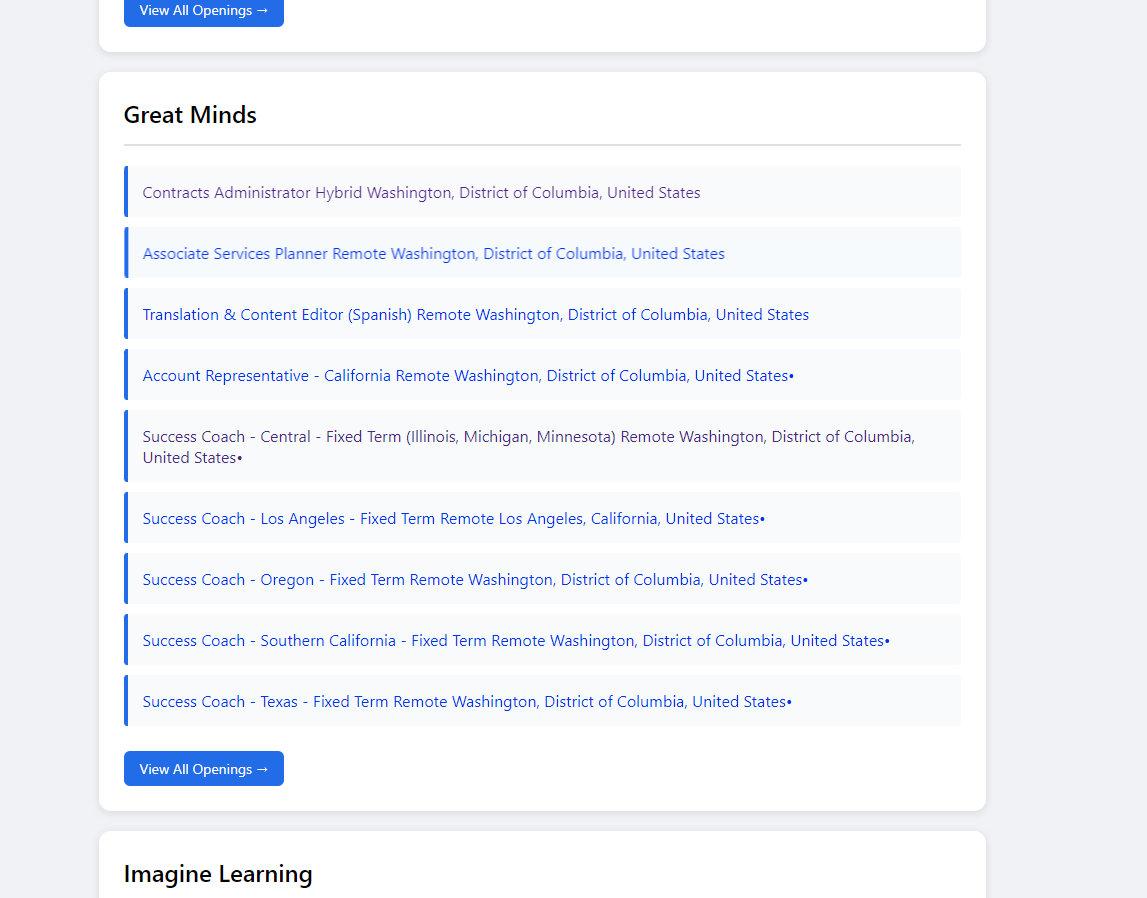 View All Openings →
Great Minds
Contracts Administrator Hybrid Washington, District of Columbia, United States
Associate Services Planner Remote Washington, District of Columbia, United States
Translation & Content Editor (Spanish) Remote Washington, District of Columbia, United States
Account Representative - California Remote Washington, District of Columbia, United States•
Success Coach - Central - Fixed Term (Illinois, Michigan, Minnesota) Remote Washington, District of Columbia,
United States•
Success Coach - Los Angeles - Fixed Term Remote Los Angeles, California, United States•
Success Coach - Oregon - Fixed Term Remote Washington, District of Columbia, United States•
Success Coach - Southern California - Fixed Term Remote Washington, District of Columbia, United States•
Success Coach - Texas - Fixed Term Remote Washington, District of Columbia, United States•
View All Openings →
Imagine Learning